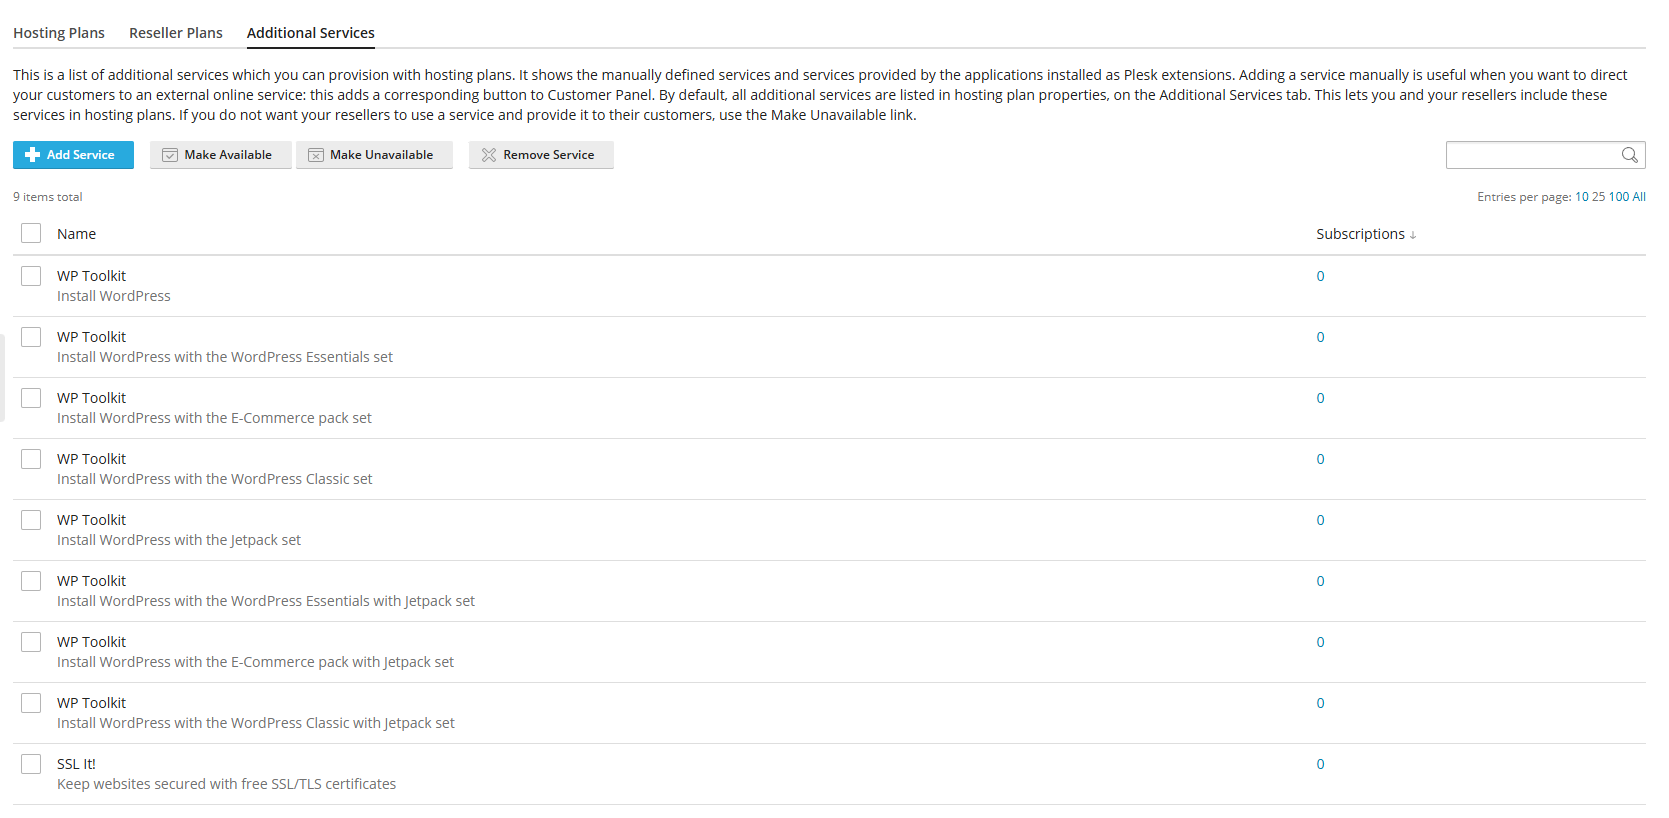 Hosting Plans Reseller Plans Additional Services
This is a list of additional services which you can provision with hosting plans. It shows the manually defined services and services provided by the applications installed as Plesk extensions. Adding a service manually is useful when you want to direct
your customers to an external online service: this adds a corresponding button to Customer Panel. By default, all additional services are listed in hosting plan properties, on the Additional Services tab. This lets you and your resellers include these
services in hosting plans. If you do not want your resellers to use a service and provide it to their customers, use the Make Unavailable link.
Add Service Make Available Make Unavailable Remove Service
9 items total Entries per page: 10 25 100 All
Name Subscriptions ↓
WP Toolkit 0
Install WordPress
WP Toolkit 0
Install WordPress with the WordPress Essentials set
WP Toolkit 0
Install WordPress with the E-Commerce pack set
WP Toolkit 0
Install WordPress with the WordPress Classic set
WP Toolkit 0
Install WordPress with the Jetpack set
WP Toolkit 0
Install WordPress with the WordPress Essentials with Jetpack set
WP Toolkit 0
Install WordPress with the E-Commerce pack with Jetpack set
WP Toolkit 0
Install WordPress with the WordPress Classic with Jetpack set
SSL It! 0
Keep websites secured with free SSL/TLS certificates